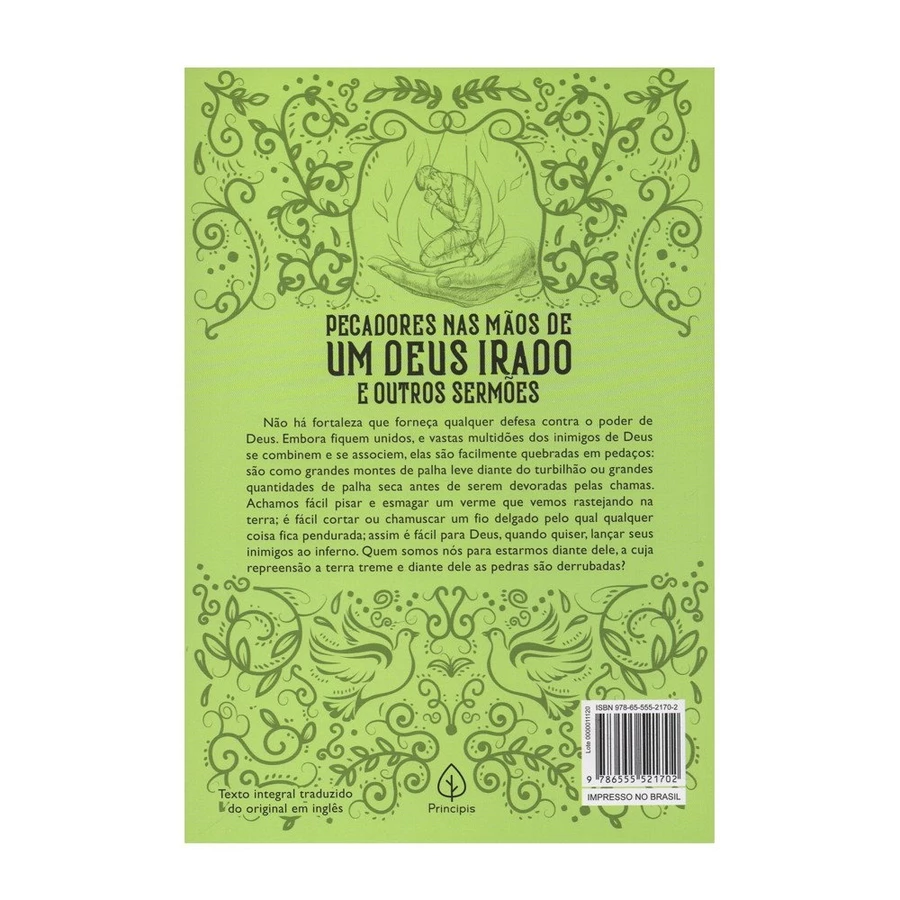 PECADORES NAS MÃOS DE
UM DEUS IRADO
E OUTROS SERMÕES
Não há fortaleza que forneça qualquer defesa contra o poder de
Deus. Embora fiquem unidos, e vastas multidões dos inimigos de Deus
se combinem e se associem, elas são facilmente quebradas em pedaços:
são como grandes montes de palha leve diante do turbilhão ou grandes
quantidades de palha seca antes de serem devoradas pelas chamas.
Achamos fácil pisar e esmagar um verme que vemos rastejando na
terra; é fácil cortar ou chamuscar um fio delgado pelo qual qualquer
coisa fica pendurada; assim é fácil para Deus, quando quiser, lançar seus
inimigos ao inferno. Quem somos nós para estarmos diante dele, a cuja
repreensão a terra treme e diante dele as pedras são derrubadas?
Texto integral traduzido
do original em inglês
Principis
ISBN 978-65-555-2170-2
Lote 0000011120
9 786555 521702
IMPRESSO NO BRASIL